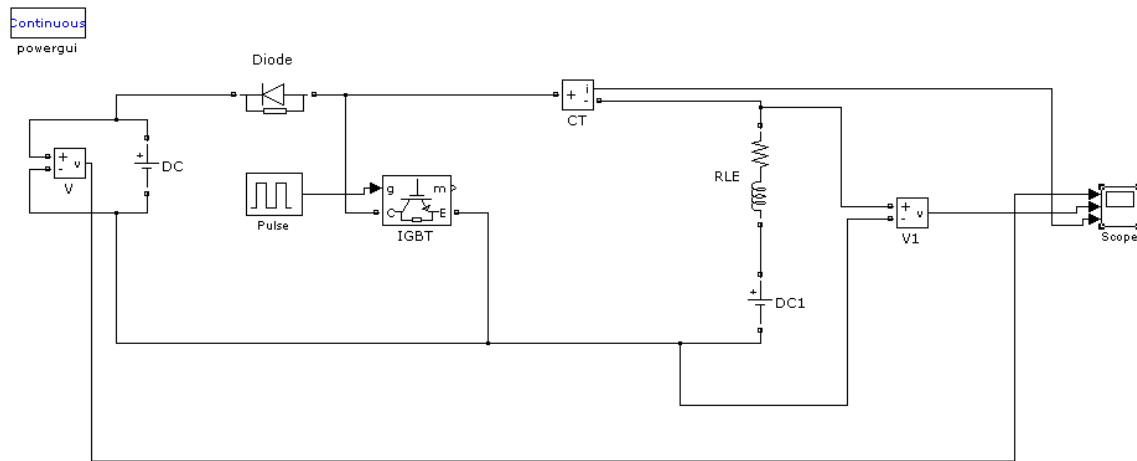 Continuous
powergui
Diode
+ i
-
CT
+
DC
+ v
-
V
RLE
g m
C E
IGBT
Pulse
+ v
-
V1
Scope
+
DC1